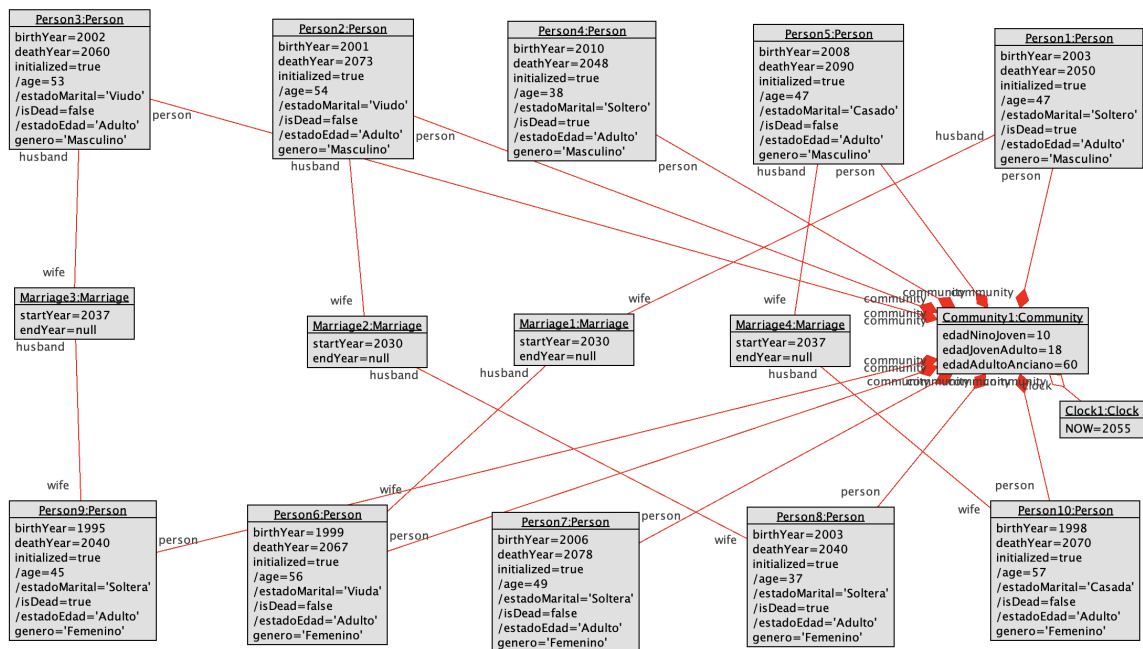 Person3:Person
birthYear=2002
deathYear=2060
initialized=true
/age=53
/estadoMarital='Viudo'
/isDead=false
/estadoEdad='Adulto'
genero='Masculino'
husband
person
Person2:Person
birthYear=2001
deathYear=2073
initialized=true
/age=54
/estadoMarital='Viudo'
/isDead=false
/estadoEdad='Adulto'
genero='Masculino'
husband
person
Person4:Person
birthYear=2010
deathYear=2048
initialized=true
/age=38
/estadoMarital='Soltero'
/isDead=true
/estadoEdad='Adulto'
genero='Masculino'
person
Person5:Person
birthYear=2008
deathYear=2090
initialized=true
/age=47
/estadoMarital='Casado'
/isDead=false
/estadoEdad='Adulto'
genero='Masculino'
husband
person
Person1:Person
birthYear=2003
deathYear=2050
initialized=true
/age=47
/estadoMarital='Soltero'
/isDead=true
/estadoEdad='Adulto'
genero='Masculino'
husband
person
wife
Marriage3:Marriage
startYear=2037
endYear=null
husband
wife
Marriage2:Marriage
startYear=2030
endYear=null
husband
wife
Marriage1:Marriage
startYear=2030
endYear=null
husband
wife
Marriage4:Marriage
startYear=2037
endYear=null
husband
community
community
community
community
community
Community1:Community
edadNinoJoven=10
edadJovenAdulto=18
edadAdultoAnciano=60
community
community
community
community
community
clock
Clock1:Clock
NOW=2055
wife
Person9:Person
birthYear=1995
deathYear=2040
initialized=true
/age=45
/estadoMarital='Soltera'
/isDead=true
/estadoEdad='Adulto'
genero='Femenino'
person
wife
Person6:Person
birthYear=1999
deathYear=2067
initialized=true
/age=56
/estadoMarital='Viuda'
/isDead=false
/estadoEdad='Adulto'
genero='Femenino'
person
Person7:Person
birthYear=2006
deathYear=2078
initialized=true
/age=49
/estadoMarital='Soltera'
/isDead=false
/estadoEdad='Adulto'
genero='Femenino'
person
wife
Person8:Person
birthYear=2003
deathYear=2040
initialized=true
/age=37
/estadoMarital='Soltera'
/isDead=true
/estadoEdad='Adulto'
genero='Femenino'
person
wife
Person10:Person
birthYear=1998
deathYear=2070
initialized=true
/age=57
/estadoMarital='Casada'
/isDead=false
/estadoEdad='Adulto'
genero='Femenino'
person